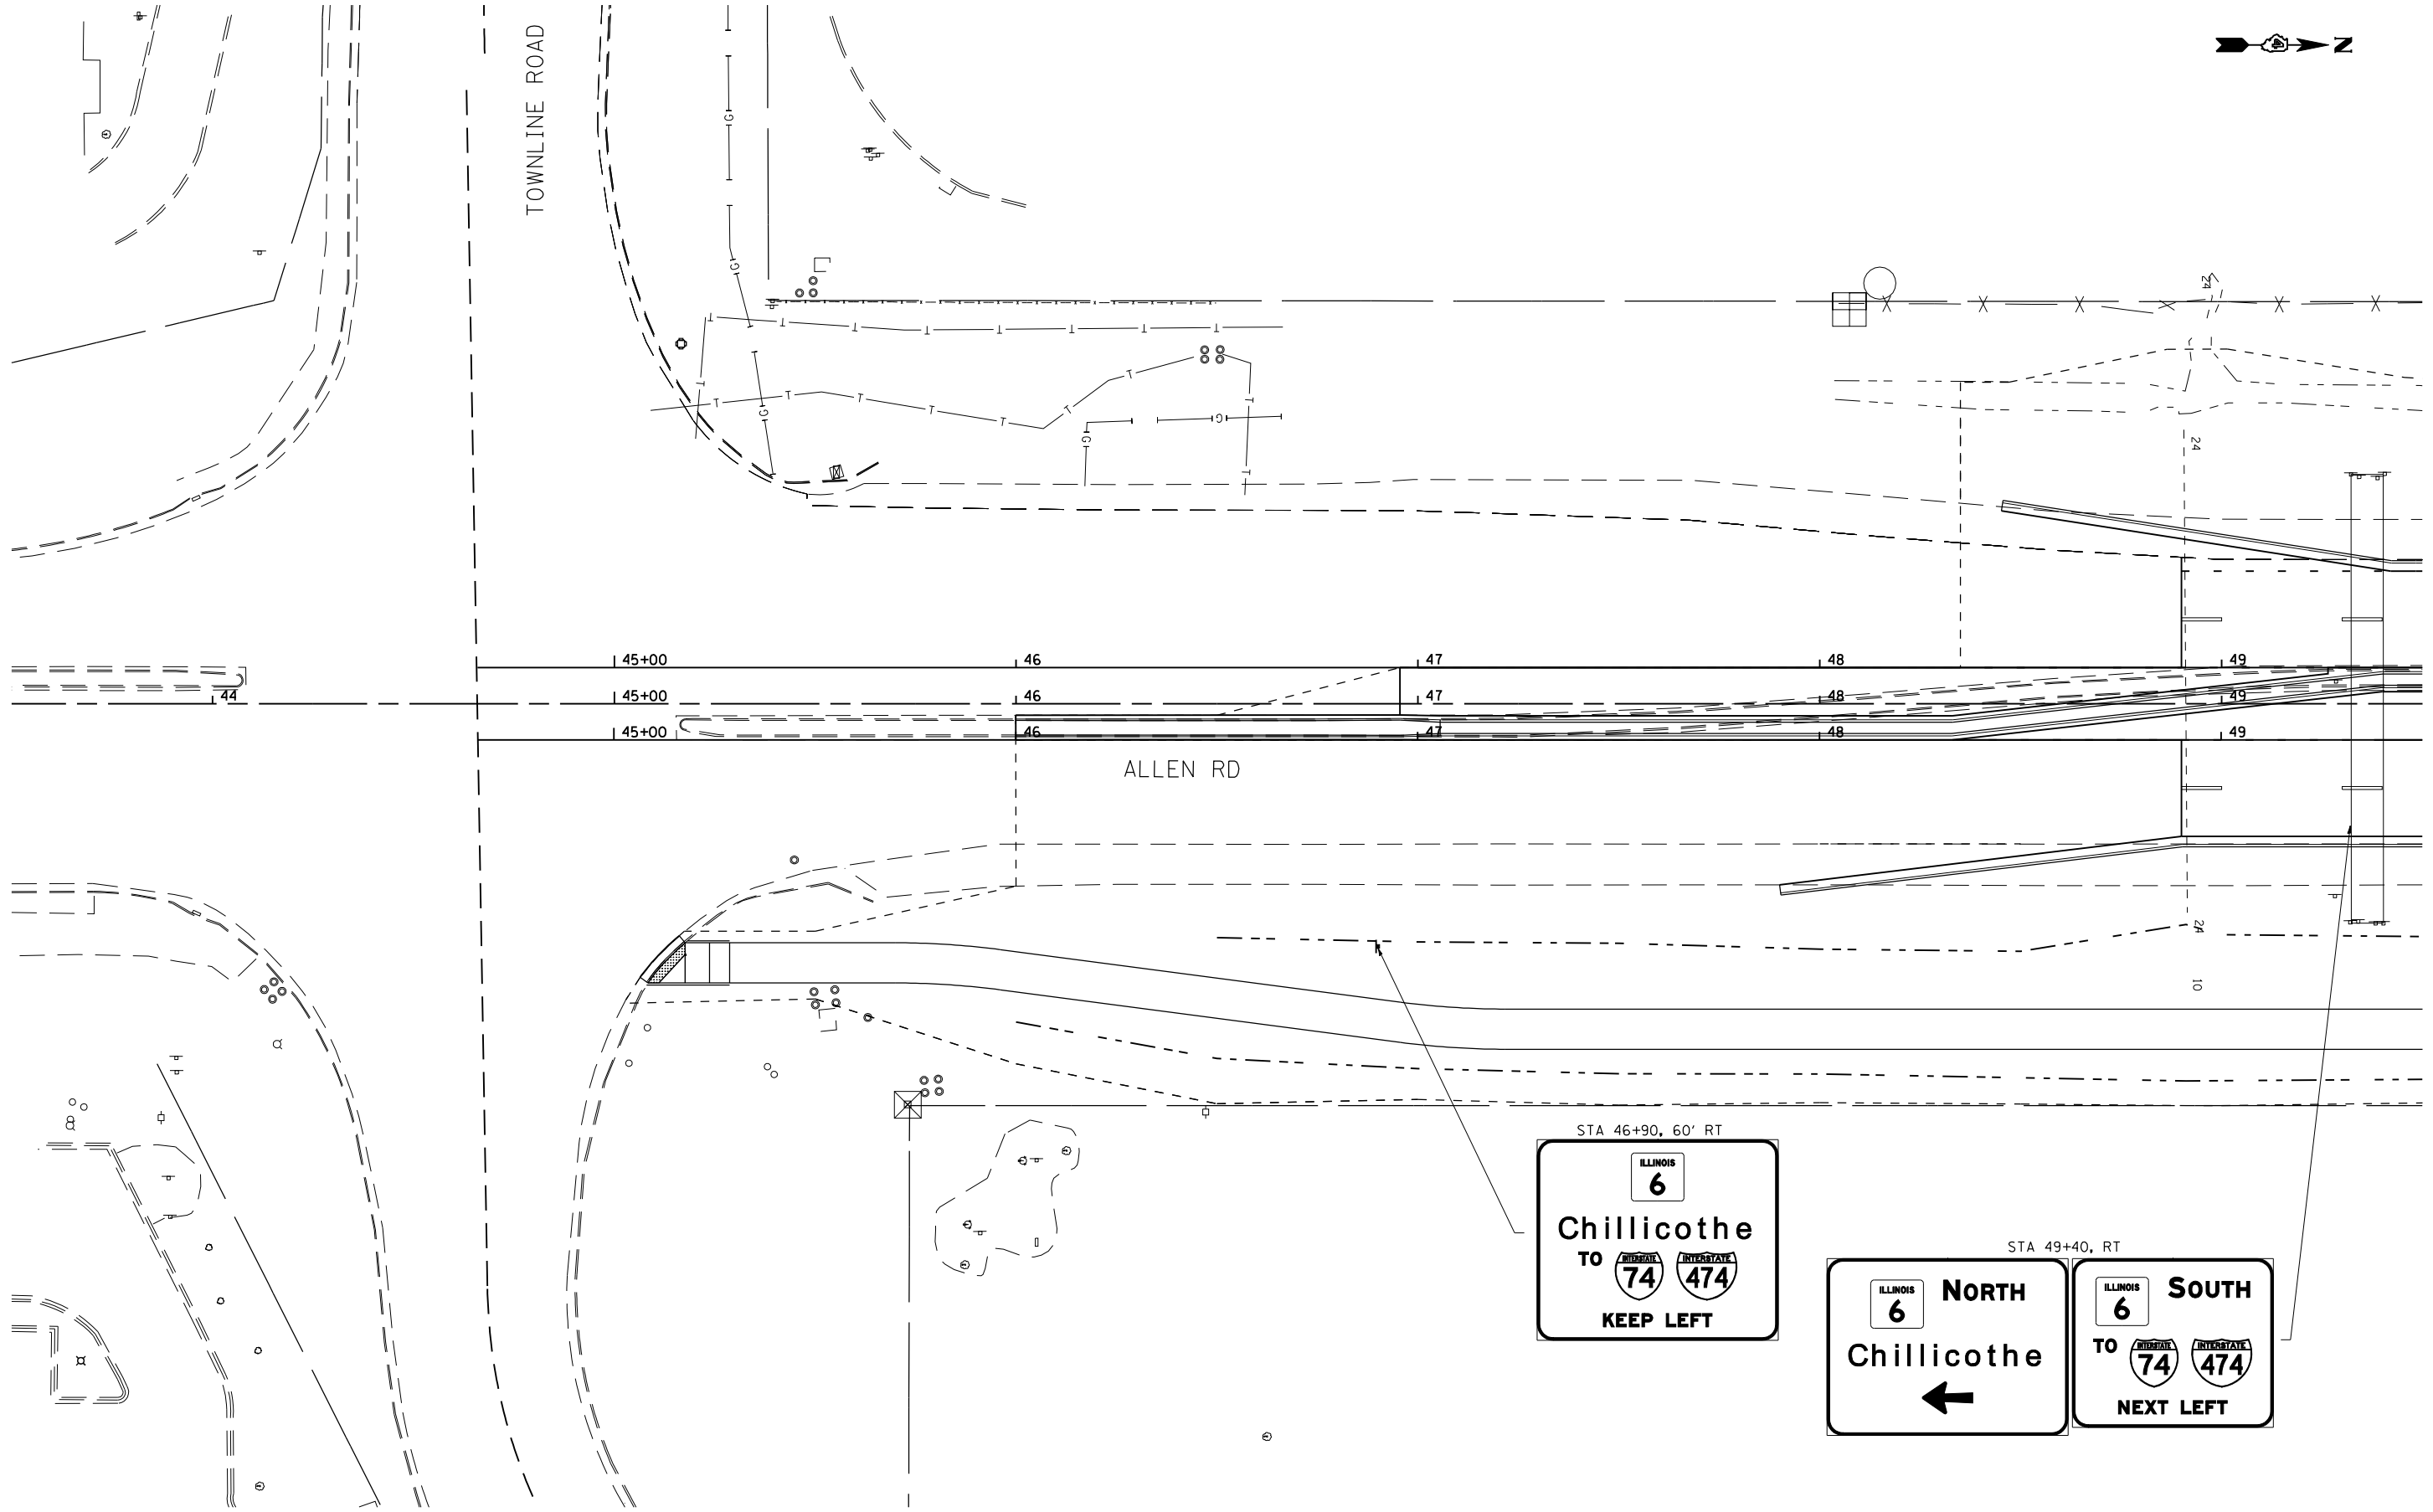 TOWNLINE ROAD
N
G
G
T T T T T T T T
24
T
T T T T T T T
G
G
G
T
T
24
45+00 46 47 48 49
44 45+00 46 47 48 49
45+00 46 47 48 49
ALLEN RD
24
10
STA 46+90, 60' RT
ILLINOIS
6
Chillicothe
TO INTERSTATE 74 INTERSTATE 474
KEEP LEFT
STA 49+40, RT
ILLINOIS
6 NORTH
Chillicothe
ILLINOIS
6 SOUTH
TO INTERSTATE 74 INTERSTATE 474
NEXT LEFT